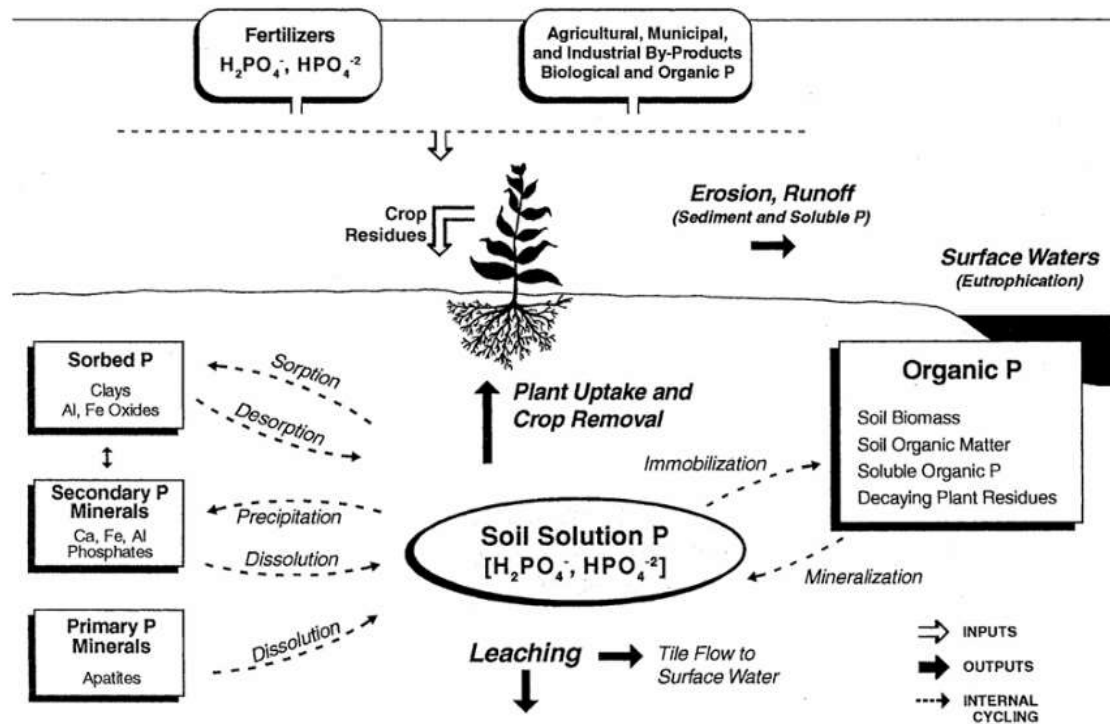 Fertilizers
H₂PO₄⁻, HPO₄⁻²
Agricultural, Municipal,
and Industrial By-Products
Biological and Organic P
Crop
Residues
Erosion, Runoff
(Sediment and Soluble P)
Surface Waters
(Eutrophication)
Sorbed P
Clays
Al, Fe Oxides
Sorption
Desorption
Plant Uptake and
Crop Removal
Organic P
Soil Biomass
Soil Organic Matter
Soluble Organic P
Decaying Plant Residues
Immobilization
Secondary P
Minerals
Ca, Fe, Al
Phosphates
Precipitation
Dissolution
Soil Solution P
[H₂PO₄⁻, HPO₄⁻²]
Mineralization
Primary P
Minerals
Apatites
Dissolution
Leaching
Tile Flow to
Surface Water
INPUTS
OUTPUTS
INTERNAL
CYCLING